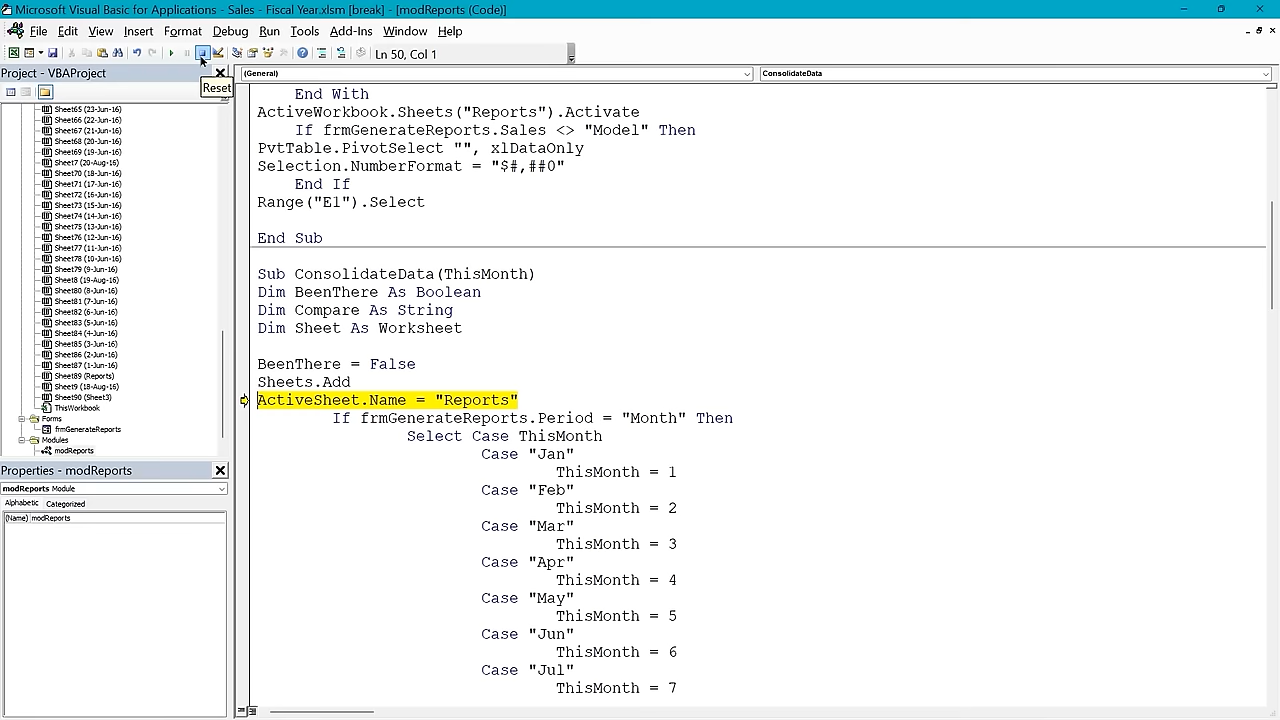 Microsoft Visual Basic for Applications - Sales - Fiscal Year.xlsm [break] - [modReports (Code)]
File Edit View Insert Format Debug Run Tools Add-Ins Window Help
Ln 50, Col 1
Reset
Project - VBAProject
Sheet65 (23-Jun-16)
Sheet66 (22-Jun-16)
Sheet67 (21-Jun-16)
Sheet68 (20-Jun-16)
Sheet69 (19-Jun-16)
Sheet7 (20-Aug-16)
Sheet70 (18-Jun-16)
Sheet71 (17-Jun-16)
Sheet72 (16-Jun-16)
Sheet73 (15-Jun-16)
Sheet74 (14-Jun-16)
Sheet75 (13-Jun-16)
Sheet76 (12-Jun-16)
Sheet77 (11-Jun-16)
Sheet78 (10-Jun-16)
Sheet79 (9-Jun-16)
Sheet8 (19-Aug-16)
Sheet80 (8-Jun-16)
Sheet81 (7-Jun-16)
Sheet82 (6-Jun-16)
Sheet83 (5-Jun-16)
Sheet84 (4-Jun-16)
Sheet85 (3-Jun-16)
Sheet86 (2-Jun-16)
Sheet87 (1-Jun-16)
Sheet89 (Reports)
Sheet9 (18-Aug-16)
Sheet90 (Sheet3)
ThisWorkbook
Forms
frmGenerateReports
Modules
modReports
Properties - modReports
modReports Module
Alphabetic Categorized
(Name) modReports
(General) ConsolidateData
End With
ActiveWorkbook.Sheets("Reports").Activate
If frmGenerateReports.Sales <> "Model" Then
PvtTable.PivotSelect "", xlDataOnly
Selection.NumberFormat = "$#,##0"
End If
Range("E1").Select
End Sub
Sub ConsolidateData(ThisMonth)
Dim BeenThere As Boolean
Dim Compare As String
Dim Sheet As Worksheet
BeenThere = False
Sheets.Add
ActiveSheet.Name = "Reports"
If frmGenerateReports.Period = "Month" Then
Select Case ThisMonth
Case "Jan"
ThisMonth = 1
Case "Feb"
ThisMonth = 2
Case "Mar"
ThisMonth = 3
Case "Apr"
ThisMonth = 4
Case "May"
ThisMonth = 5
Case "Jun"
ThisMonth = 6
Case "Jul"
ThisMonth = 7